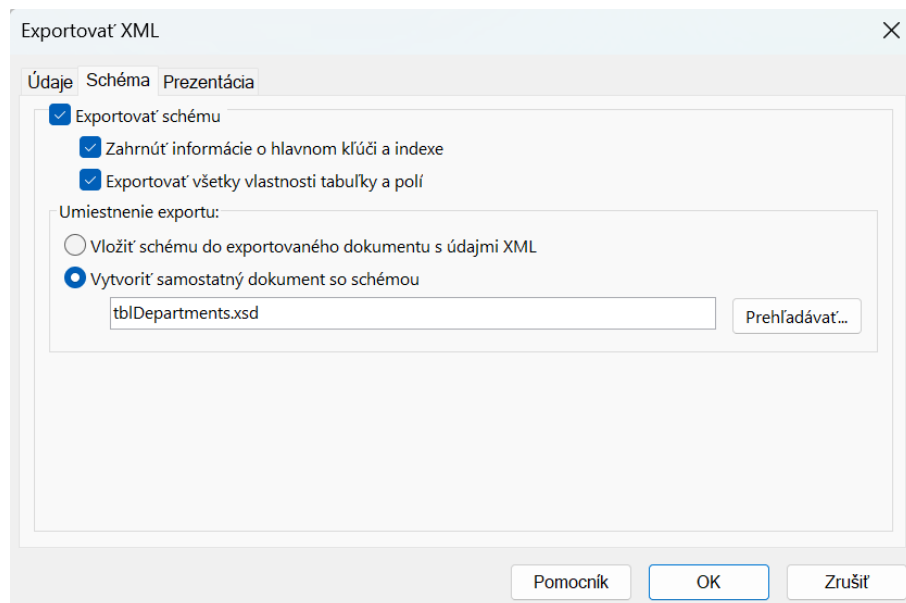 Exportovať XML
Údaje Schéma Prezentácia
Exportovať schému
Zahrnúť informácie o hlavnom kľúči a indexe
Exportovať všetky vlastnosti tabuľky a polí
Umiestnenie exportu:
Vložiť schému do exportovaného dokumentu s údajmi XML
Vytvoriť samostatný dokument so schémou
tblDepartments.xsd Prehľadávať...
Pomocník OK Zrušiť